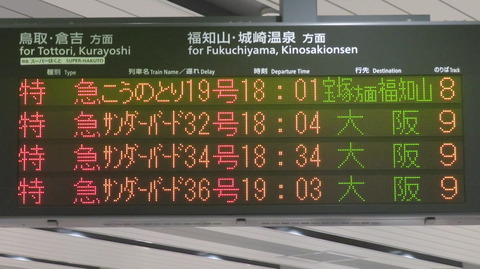 鳥取・倉吉 方面 福知山・城崎温泉 方面
for Tottori, Kurayoshi for Fukuchiyama, Kinosakionsen
特急 スーパーはくと SUPER-HAKUTO
種別 Type 列車名 Train Name/遅れ Delay 時刻 Departure Time 行先 Destination のりば Track
特 急 こうのとり19号 18：01 宝塚方面福知山 8
特 急 サンダーバード32号 18：04 大 阪 9
特 急 サンダーバード34号 18：34 大 阪 9
特 急 サンダーバード36号 19：03 大 阪 9